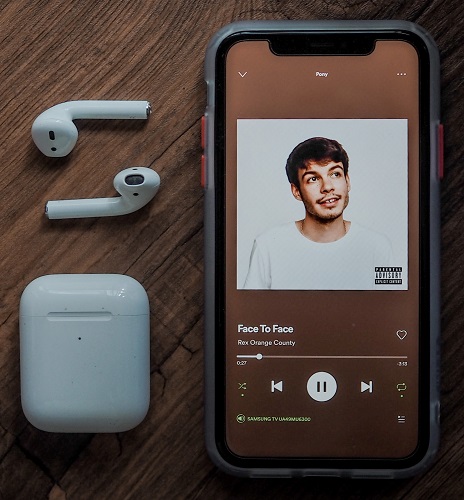 Pony
PARENTAL
ADVISORY
EXPLICIT CONTENT
Face To Face
Rex Orange County
0:27
-3:13
SAMSUNG TV UA49MU6300